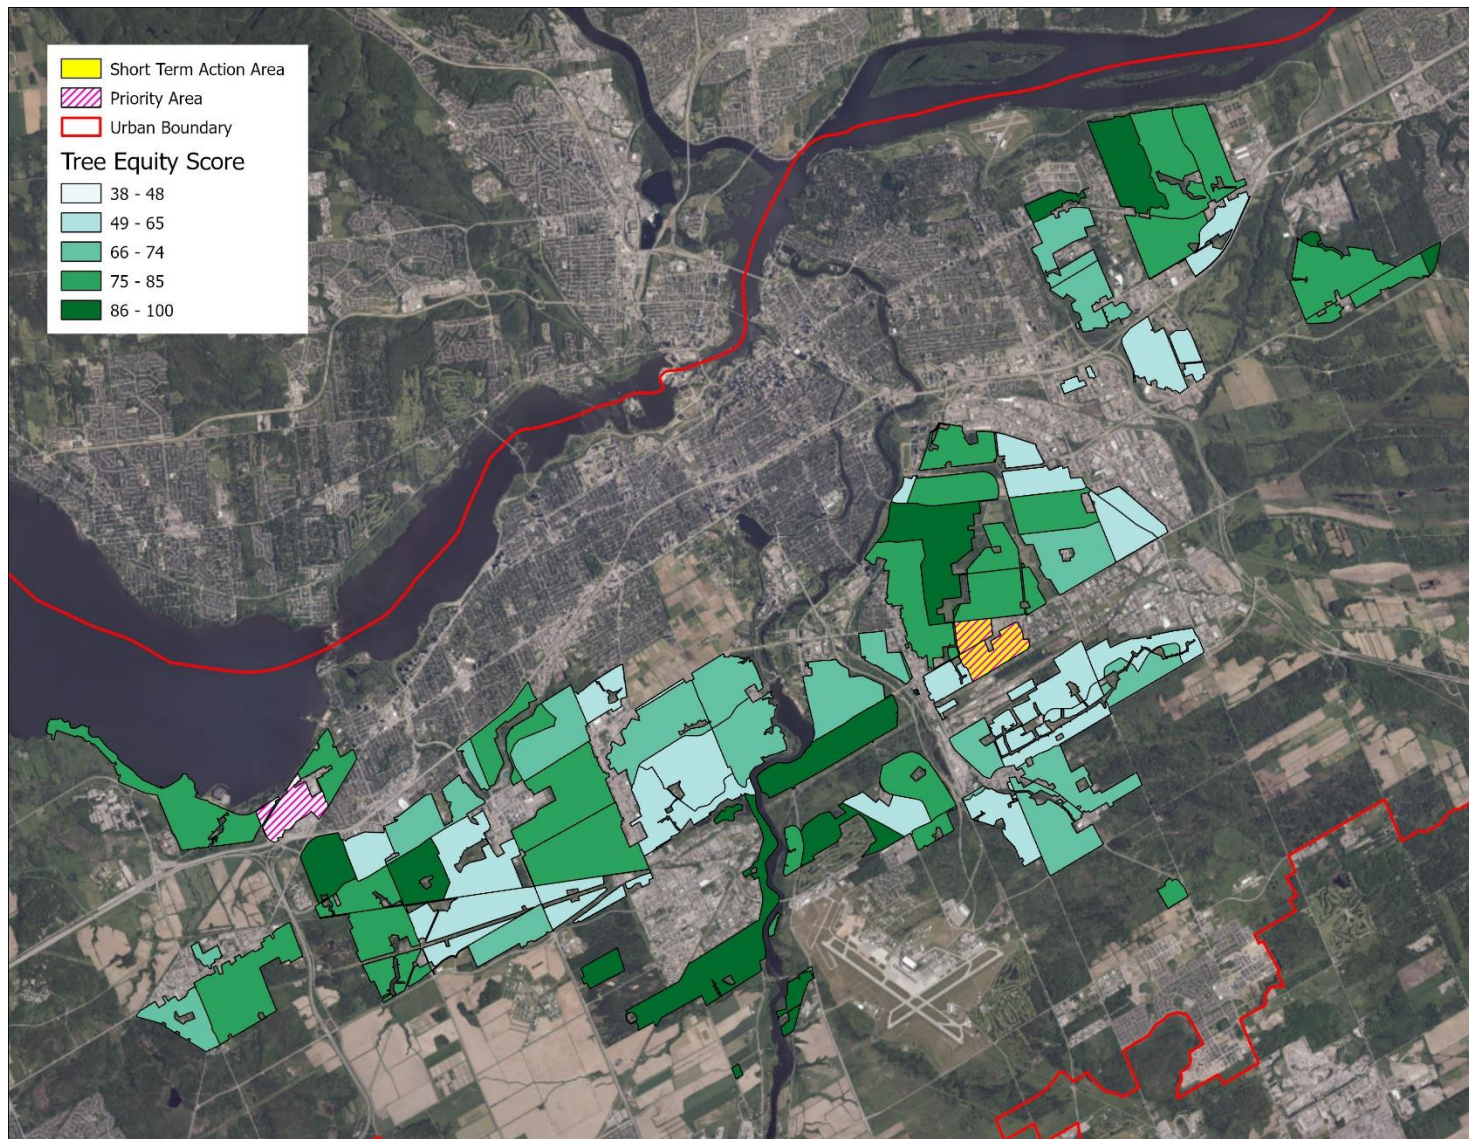 Short Term Action Area
Priority Area
Urban Boundary
Tree Equity Score
38 - 48
49 - 65
66 - 74
75 - 85
86 - 100